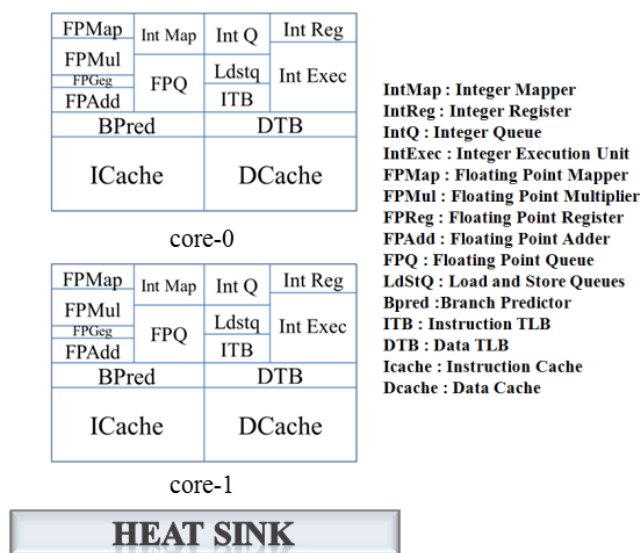 FPMap
Int Map
Int Q
Int Reg
FPMul
FPQ
Ldstq
Int Exec
FPGeg
FPAdd
ITB
BPred
DTB
ICache
DCache
core-0
FPMap
Int Map
Int Q
Int Reg
FPMul
FPQ
Ldstq
Int Exec
FPGeg
FPAdd
ITB
BPred
DTB
ICache
DCache
core-1
HEAT SINK
IntMap : Integer Mapper
IntReg : Integer Register
IntQ : Integer Queue
IntExec : Integer Execution Unit
FPMap : Floating Point Mapper
FPMul : Floating Point Multiplier
FPReg : Floating Point Register
FPAdd : Floating Point Adder
FPQ : Floating Point Queue
LdStQ : Load and Store Queues
Bpred :Branch Predictor
ITB : Instruction TLB
DTB : Data TLB
Icache : Instruction Cache
Dcache : Data Cache